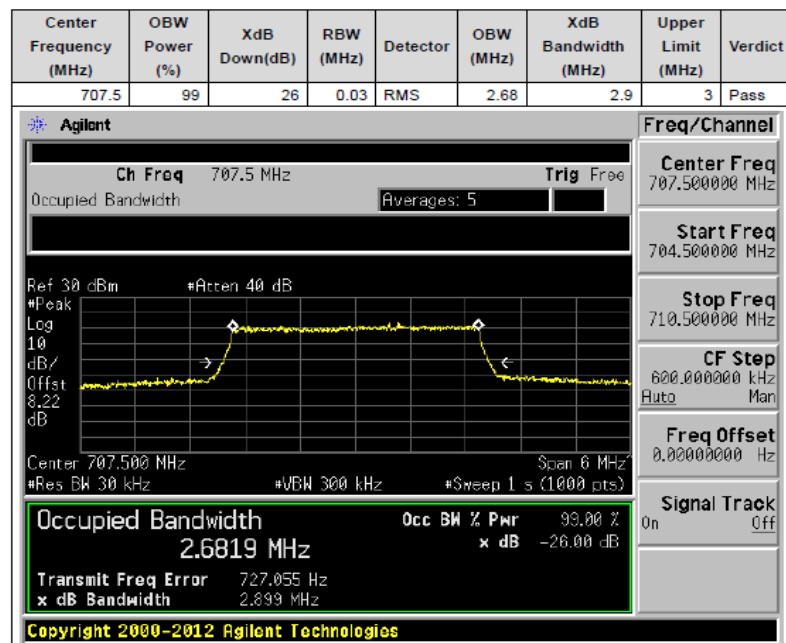 Center Frequency (MHz) OBW Power (%) XdB Down(dB) RBW (MHz) Detector OBW (MHz) XdB Bandwidth (MHz) Upper Limit (MHz) Verdict
707.5 99 26 0.03 RMS 2.68 2.9 3 Pass
Agilent Freq/Channel
Ch Freq 707.5 MHz Trig Free
Occupied Bandwidth Averages: 5
Center Freq
707.500000 MHz
Start Freq
704.500000 MHz
Stop Freq
710.500000 MHz
CF Step
600.000000 kHz
Auto Man
Freq Offset
0.00000000 Hz
Signal Track
On Off
Ref 30 dBm #Atten 40 dB
#Peak
Log
10
dB/
Offst
8.22
dB
Center 707.500 MHz Span 6 MHz
#Res BW 30 kHz #VBW 300 kHz #Sweep 1 s (1000 pts)
Occupied Bandwidth Occ BW % Pwr 99.00 %
2.6819 MHz x dB -26.00 dB
Transmit Freq Error 727.055 Hz
x dB Bandwidth 2.899 MHz
Copyright 2000-2012 Agilent Technologies